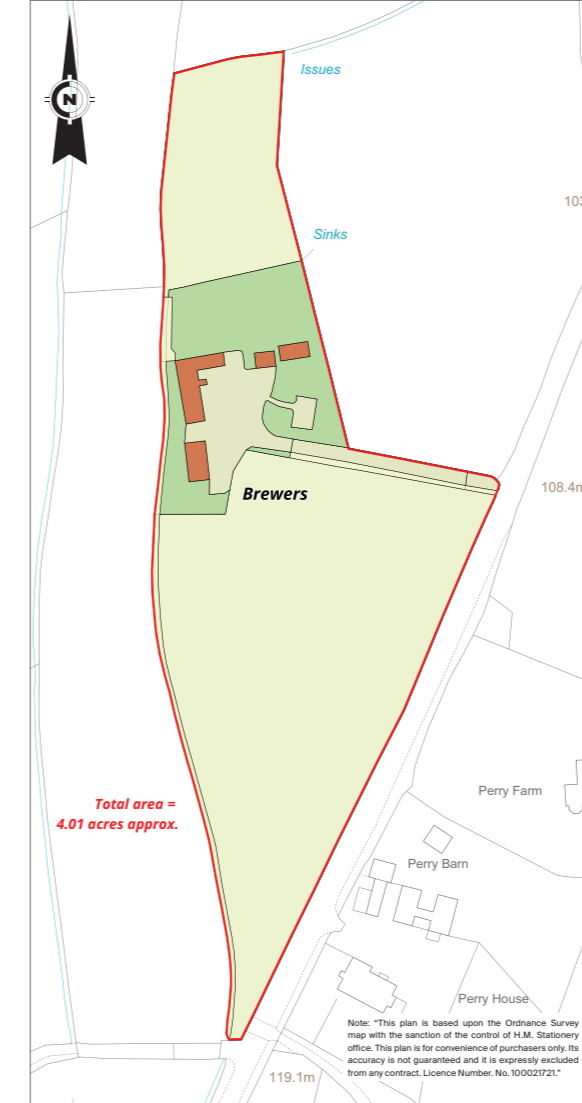 Issues
N
103
Sinks
108.4m
Brewers
Perry Farm
Total area =
4.01 acres approx.
Perry Barn
Perry House
Note: "This plan is based upon the Ordnance Survey
map with the sanction of the control of H.M. Stationery
office. This plan is for convenience of purchasers only. Its
accuracy is not guaranteed and it is expressly excluded
from any contract. Licence Number. No. 100021721."
119.1m